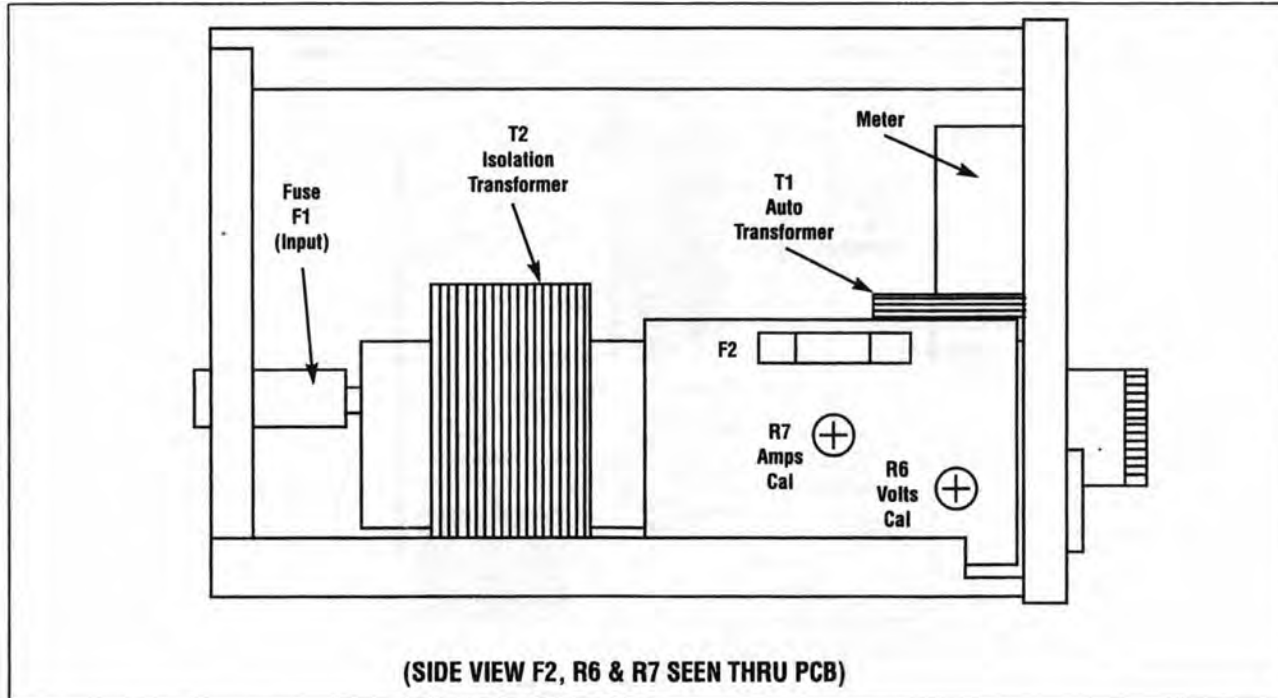 Meter
T2
Isolation
Transformer
T1
Auto
Transformer
Fuse
F1
(Input)
F2
R7
Amps
Cal
R6
Volts
Cal
(SIDE VIEW F2, R6 & R7 SEEN THRU PCB)